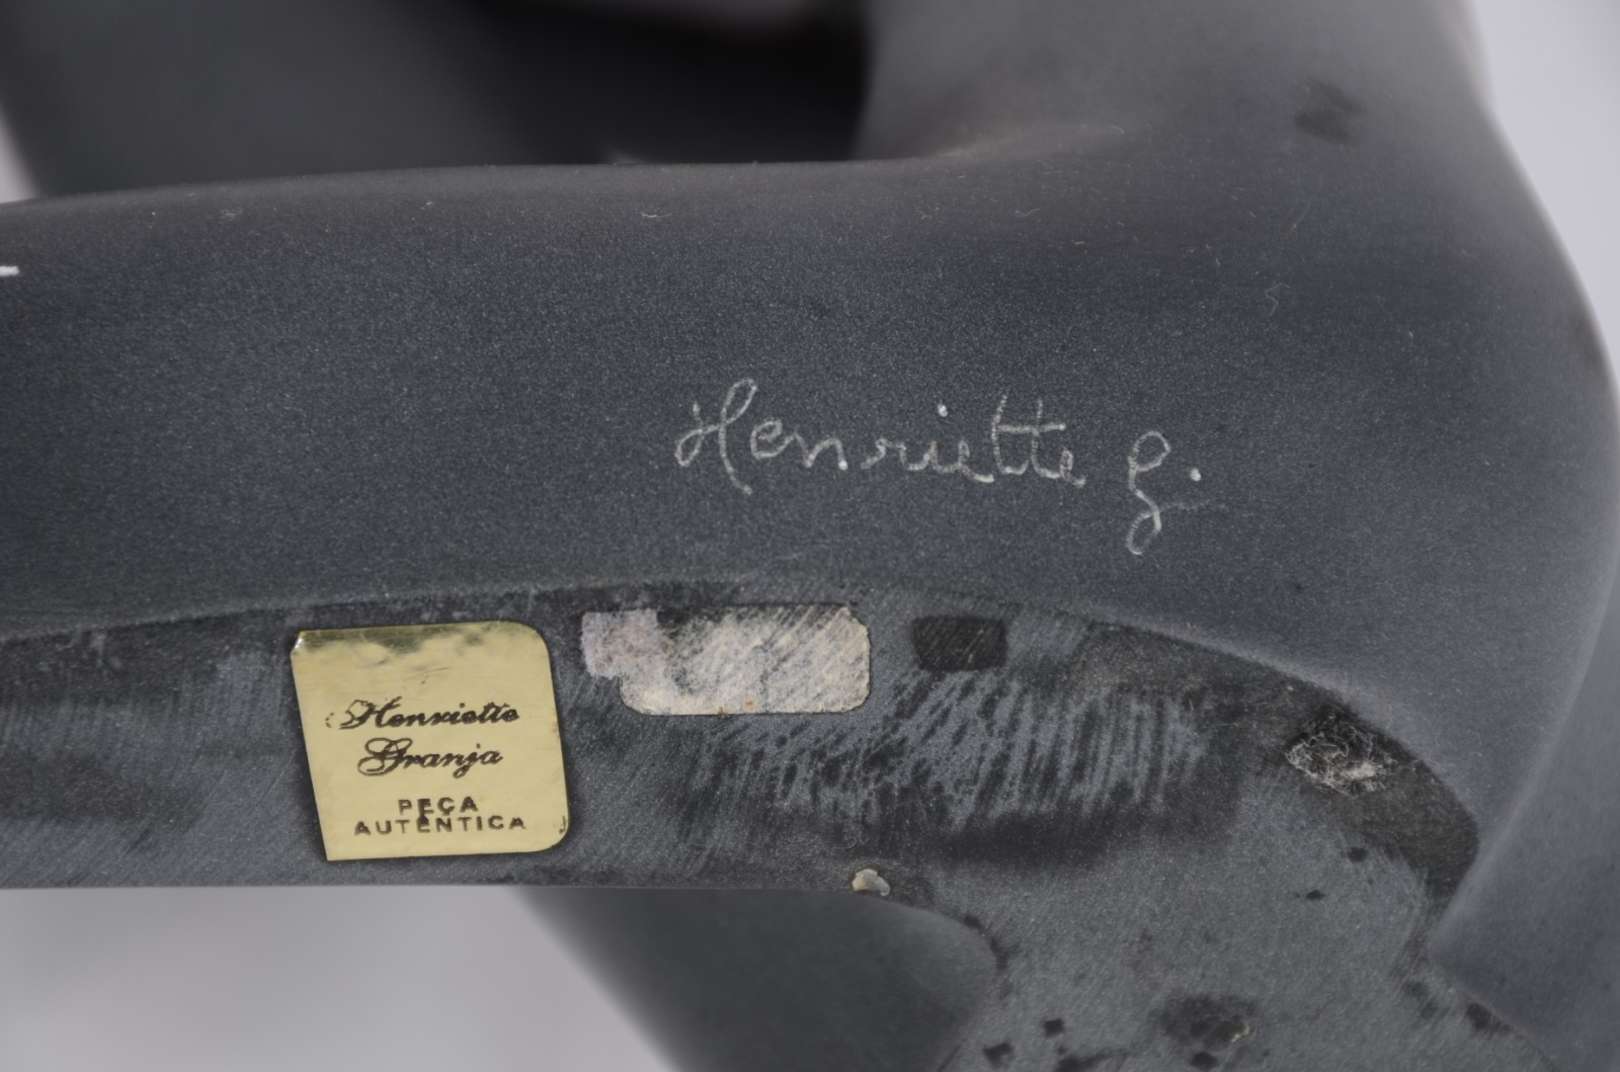 Henriette g.
Henriette
Granja
PEÇA
AUTÊNTICA